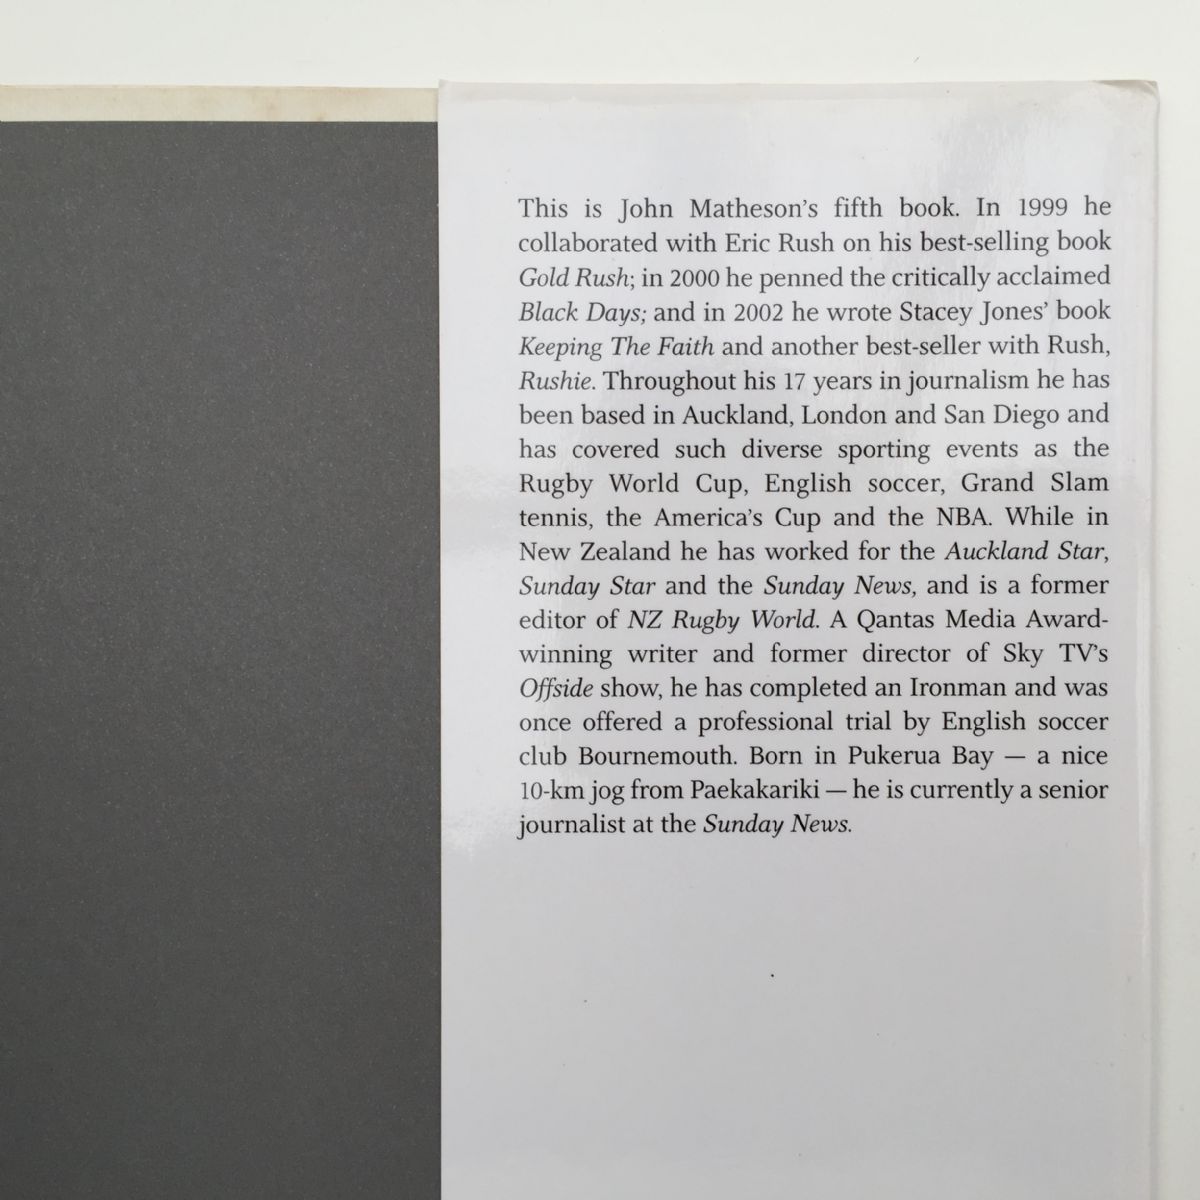 This is John Matheson's fifth book. In 1999 he
collaborated with Eric Rush on his best-selling book
Gold Rush; in 2000 he penned the critically acclaimed
Black Days; and in 2002 he wrote Stacey Jones' book
Keeping The Faith and another best-seller with Rush,
Rushie. Throughout his 17 years in journalism he has
been based in Auckland, London and San Diego and
has covered such diverse sporting events as the
Rugby World Cup, English soccer, Grand Slam
tennis, the America's Cup and the NBA. While in
New Zealand he has worked for the Auckland Star,
Sunday Star and the Sunday News, and is a former
editor of NZ Rugby World. A Qantas Media Award-
winning writer and former director of Sky TV's
Offside show, he has completed an Ironman and was
once offered a professional trial by English soccer
club Bournemouth. Born in Pukerua Bay — a nice
10-km jog from Paekakariki — he is currently a senior
journalist at the Sunday News.